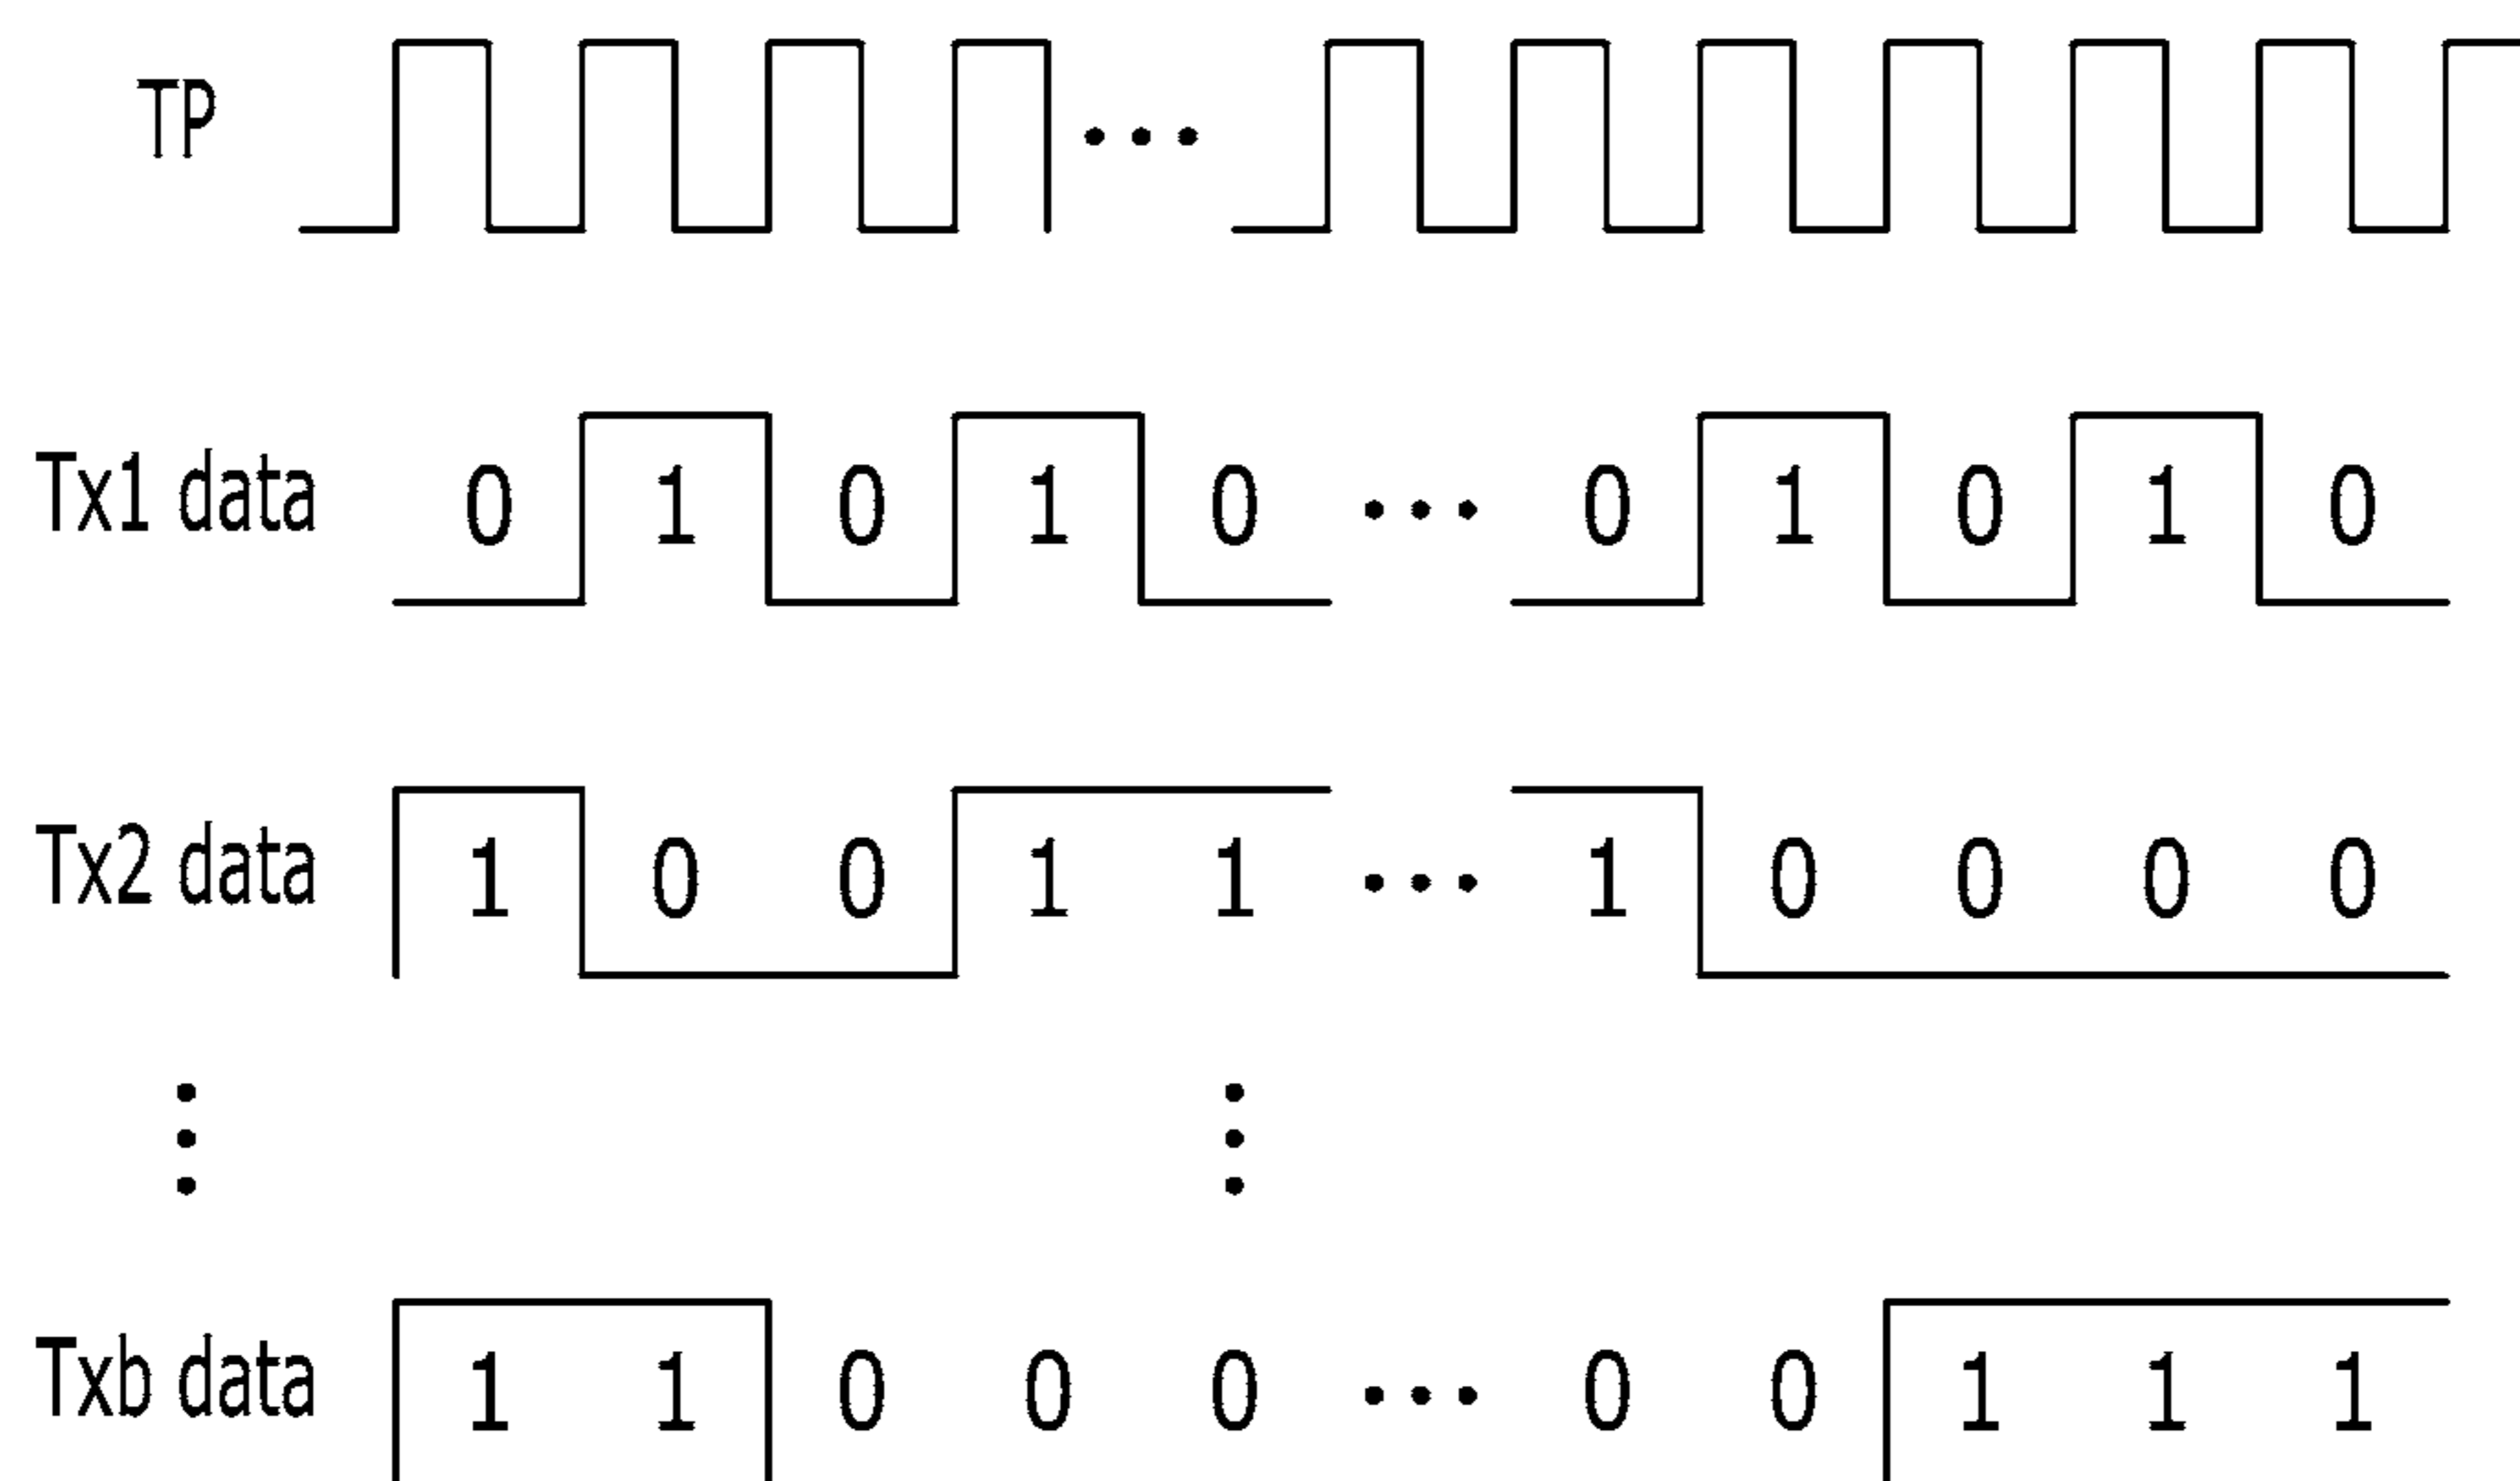 TP ...
Tx1 data 0 1 0 1 0 ... 0 1 0 1 0
Tx2 data 1 0 0 1 1 ... 1 0 0 0 0
Txb data 1 1 0 0 0 ... 0 0 1 1 1